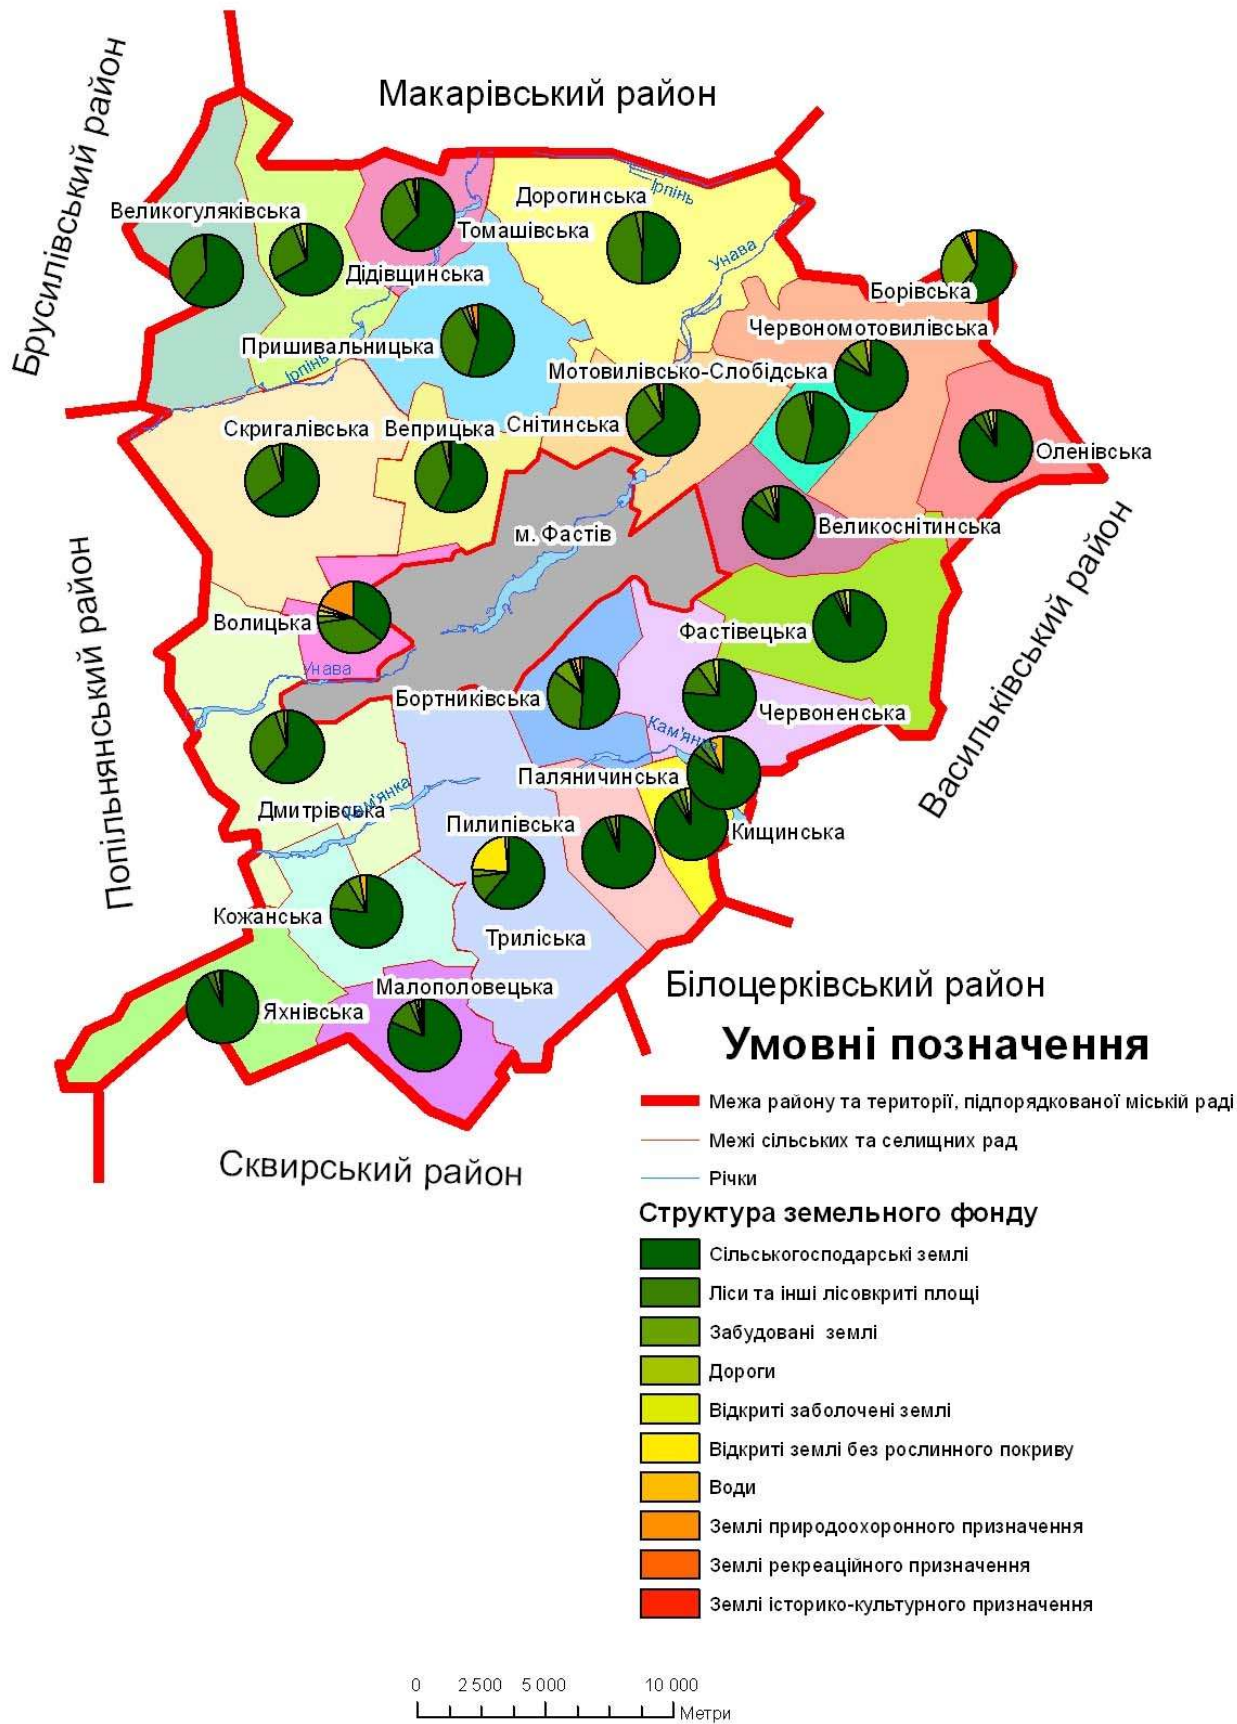 Макарівський район
Брусилівський район
Ірпінь
Дорогинська
Великогуляківська
Томашівська
Унава
Дідівщинська
Борівська
Червономотовилівська
Пришивальницька
Ірпінь
Мотовилівсько-Слобідська
Скригалівська
Веприцька
Снітинська
Оленівська
Великоснітинська
м. Фастів
Попільнянський район
Васильківський район
Волицька
Фастівецька
Унава
Бортниківська
Червоненська
Кам'янка
Паляничинська
Дмитрівська
Кам'янка
Пилипівська
Кищинська
Кожанська
Триліська
Малополовецька
Яхнівська
Білоцерківський район
Сквирський район
Умовні позначення
Межа району та території, підпорядкованої міській раді
Межі сільських та селищних рад
Річки
Структура земельного фонду
Сільськогосподарські землі
Ліси та інші лісовкриті площі
Забудовані землі
Дороги
Відкриті заболочені землі
Відкриті землі без рослинного покриву
Води
Землі природоохоронного призначення
Землі рекреаційного призначення
Землі історико-культурного призначення
0 2 500 5 000 10 000
Метри